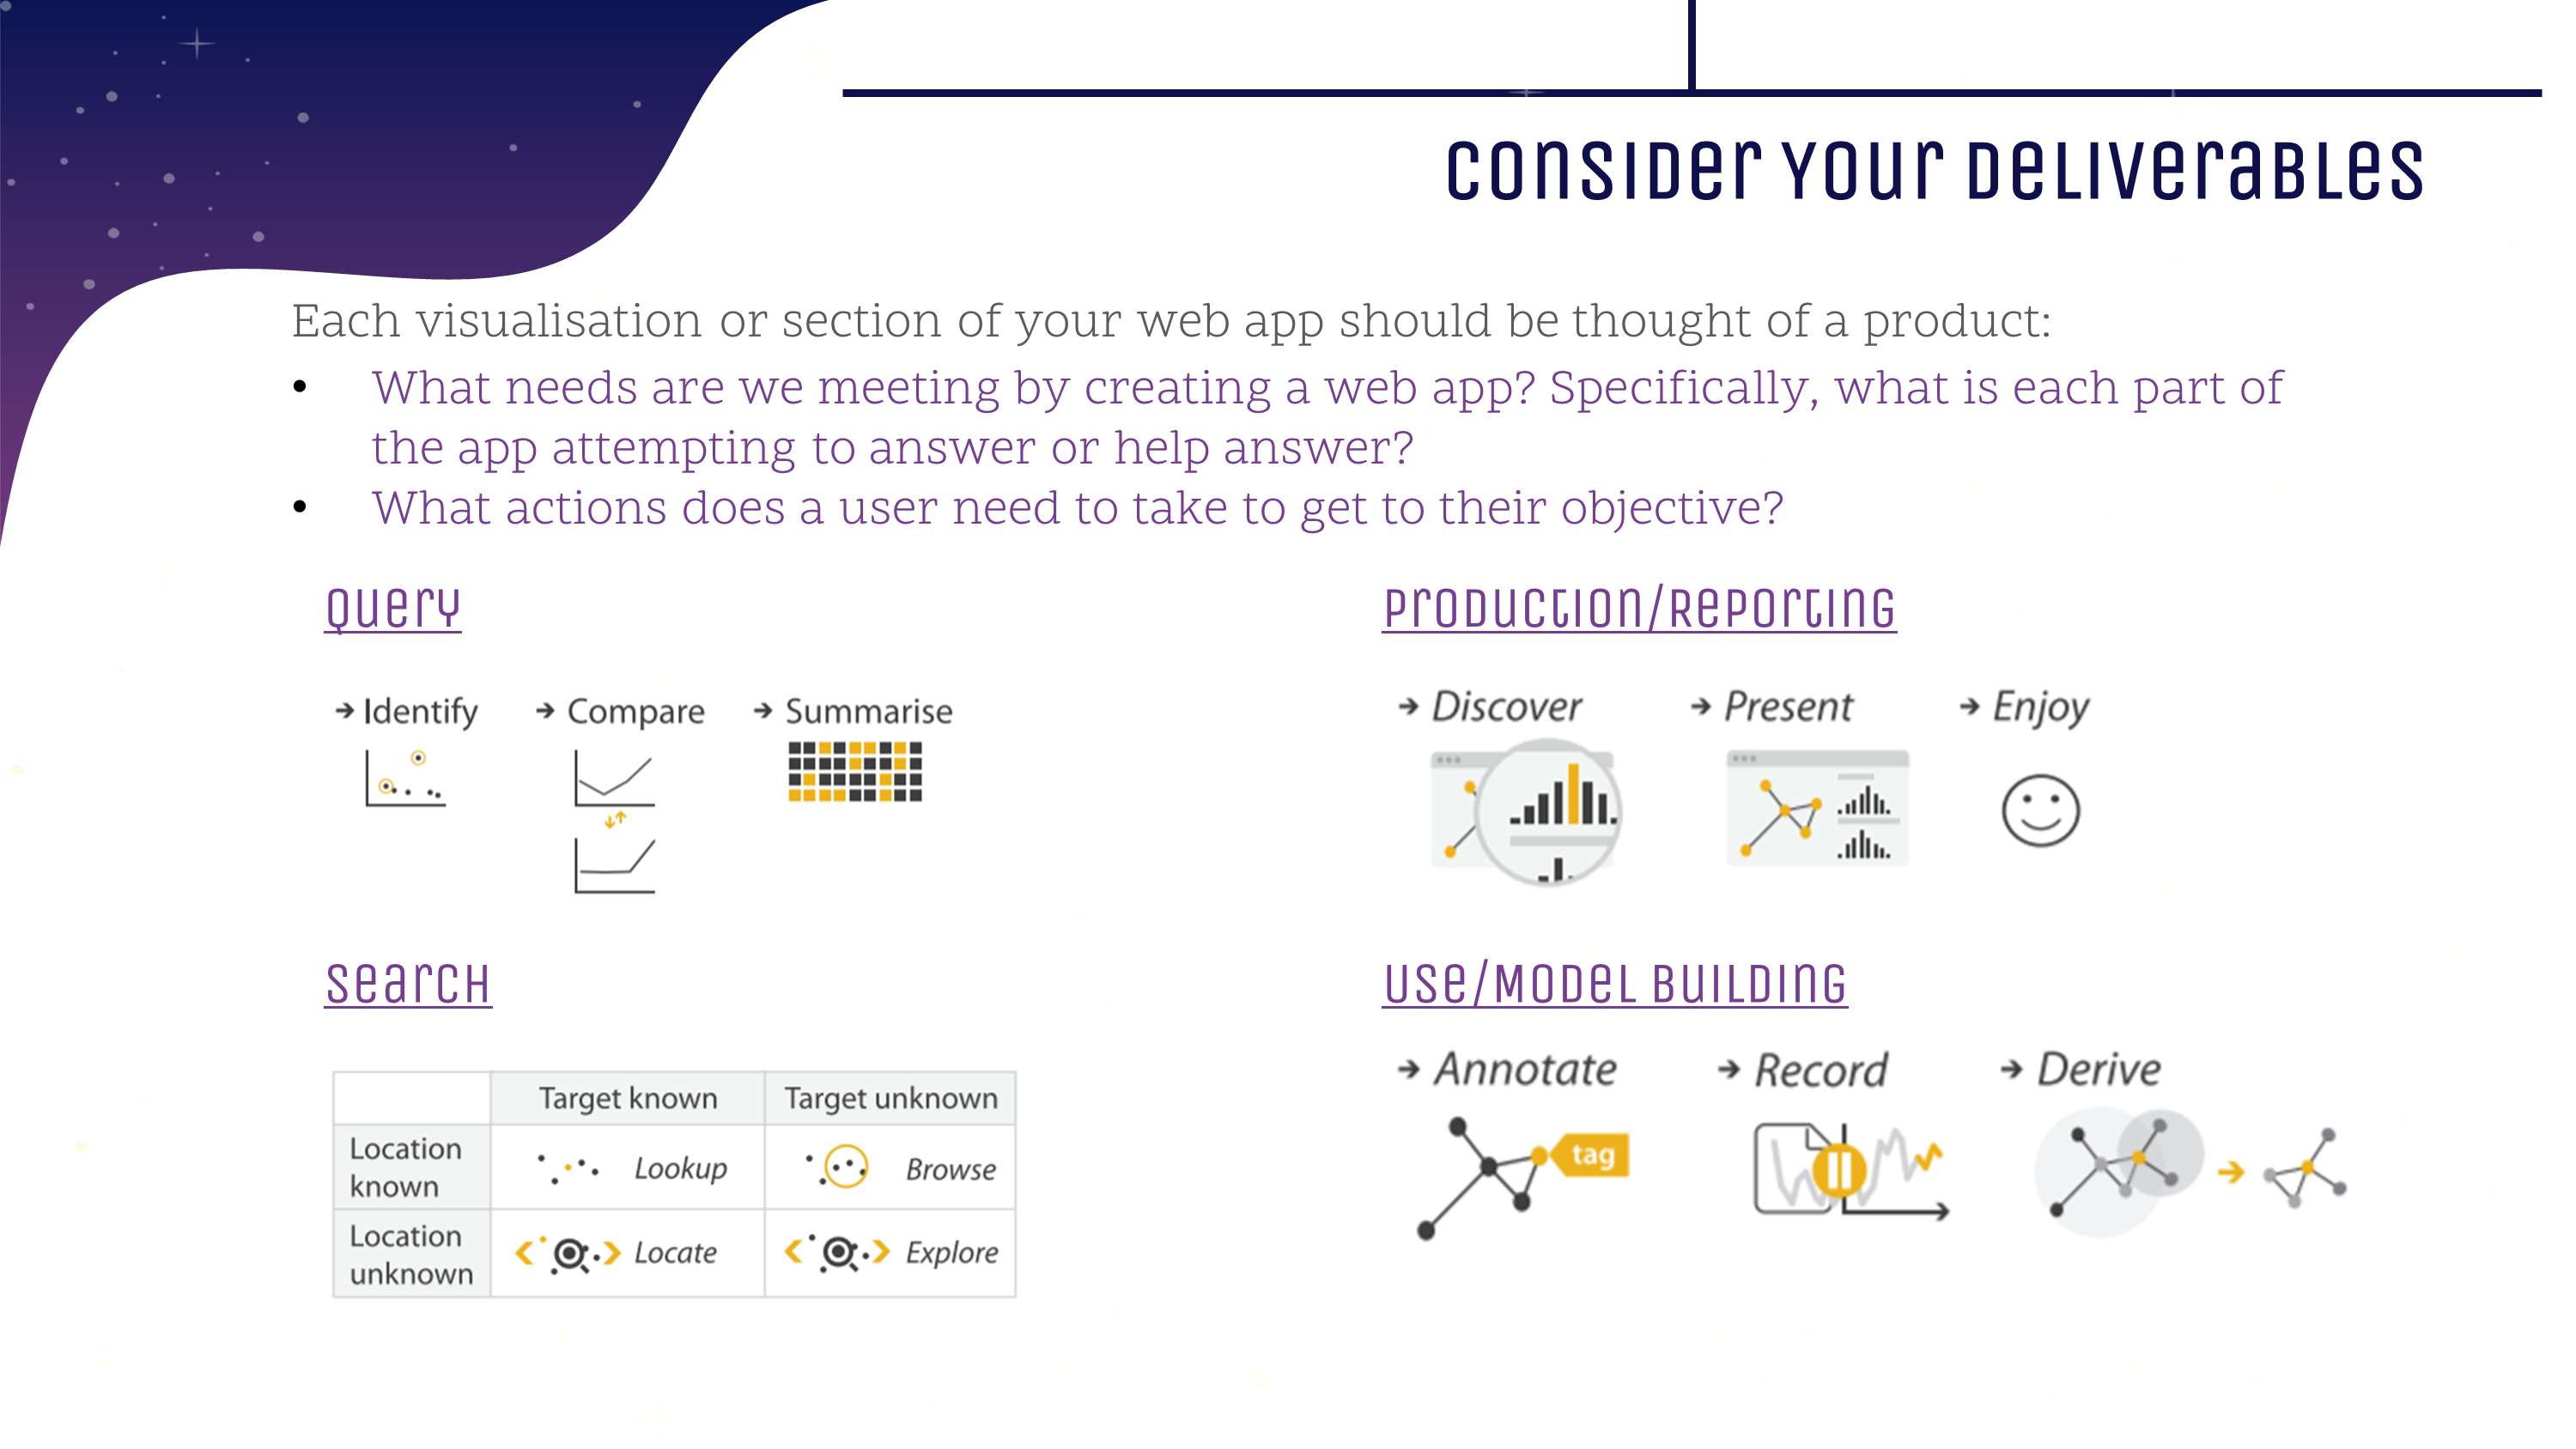 Consider Your Deliverables
Each visualisation or section of your web app should be thought of a product:
• What needs are we meeting by creating a web app? Specifically, what is each part of
the app attempting to answer or help answer?
• What actions does a user need to take to get to their objective?
Query
→ Identify → Compare → Summarise
Production/Reporting
→ Discover → Present → Enjoy
Search
Target known Target unknown
Location
known
Lookup Browse
Location
unknown
Locate Explore
Use/Model Building
→ Annotate → Record → Derive
tag